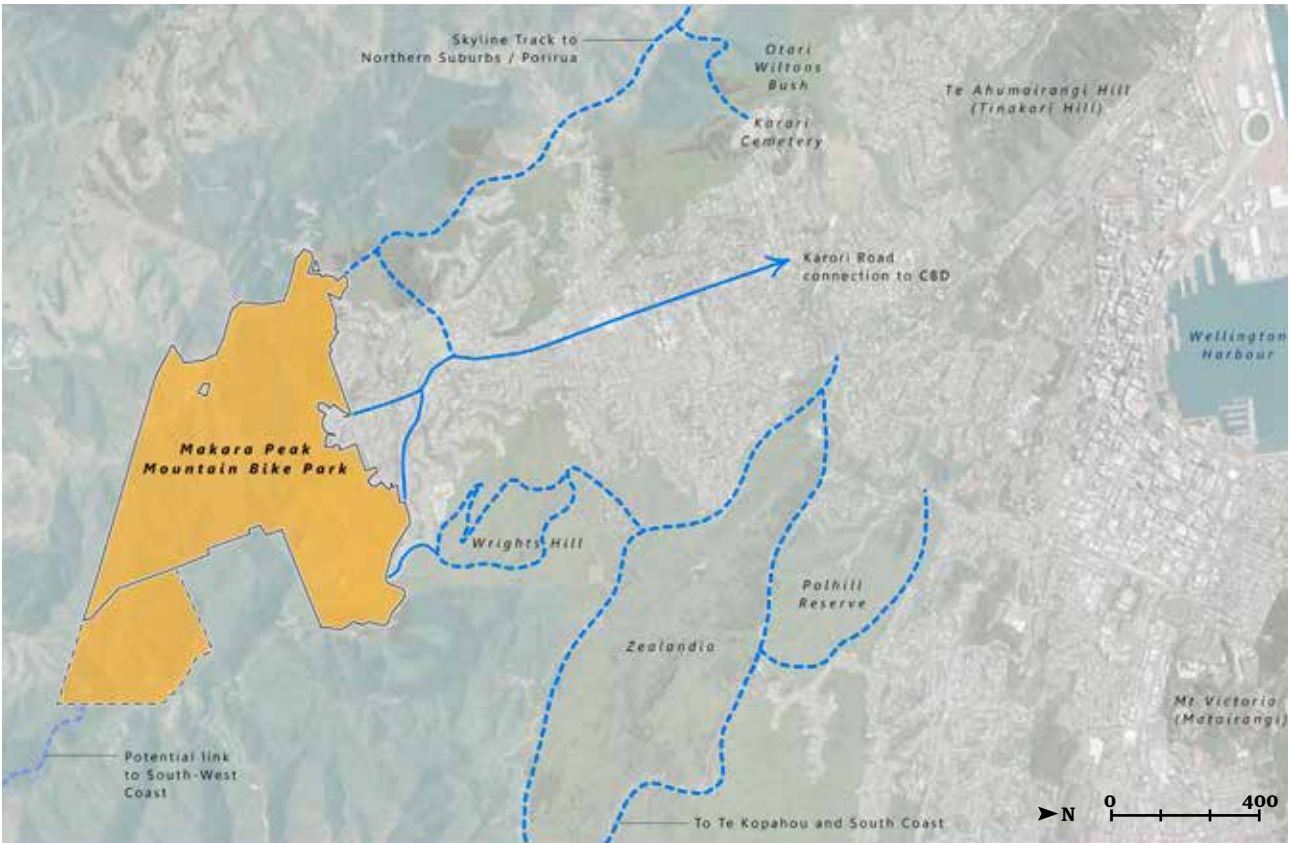 Skyline Track to
Northern Suburbs / Porirua
Otari
Wiltons
Bush
Te Ahumairangi Hill
(Tinakori Hill)
Karori
Cemetery
Karori Road
connection to CBD
Wellington
Harbour
Makara Peak
Mountain Bike Park
Wrights Hill
Polhill
Reserve
Zealandia
Mt Victoria
(Matairangi)
Potential link
to South-West
Coast
To Te Kopahou and South Coast
N
0
400